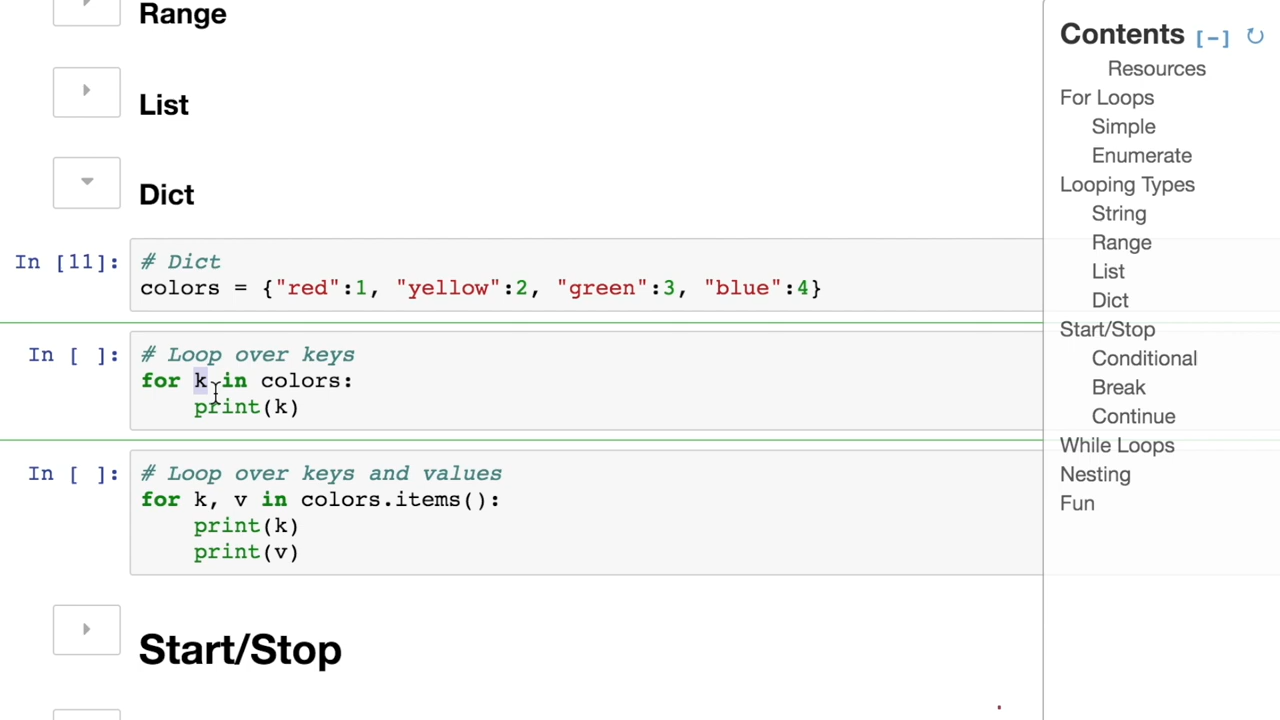 Range
List
Dict
In [11]:
# Dict
colors = {"red":1, "yellow":2, "green":3, "blue":4}
In [ ]:
# Loop over keys
for k in colors:
    print(k)
In [ ]:
# Loop over keys and values
for k, v in colors.items():
    print(k)
    print(v)
Start/Stop
Contents [-]
Resources
For Loops
Simple
Enumerate
Looping Types
String
Range
List
Dict
Start/Stop
Conditional
Break
Continue
While Loops
Nesting
Fun